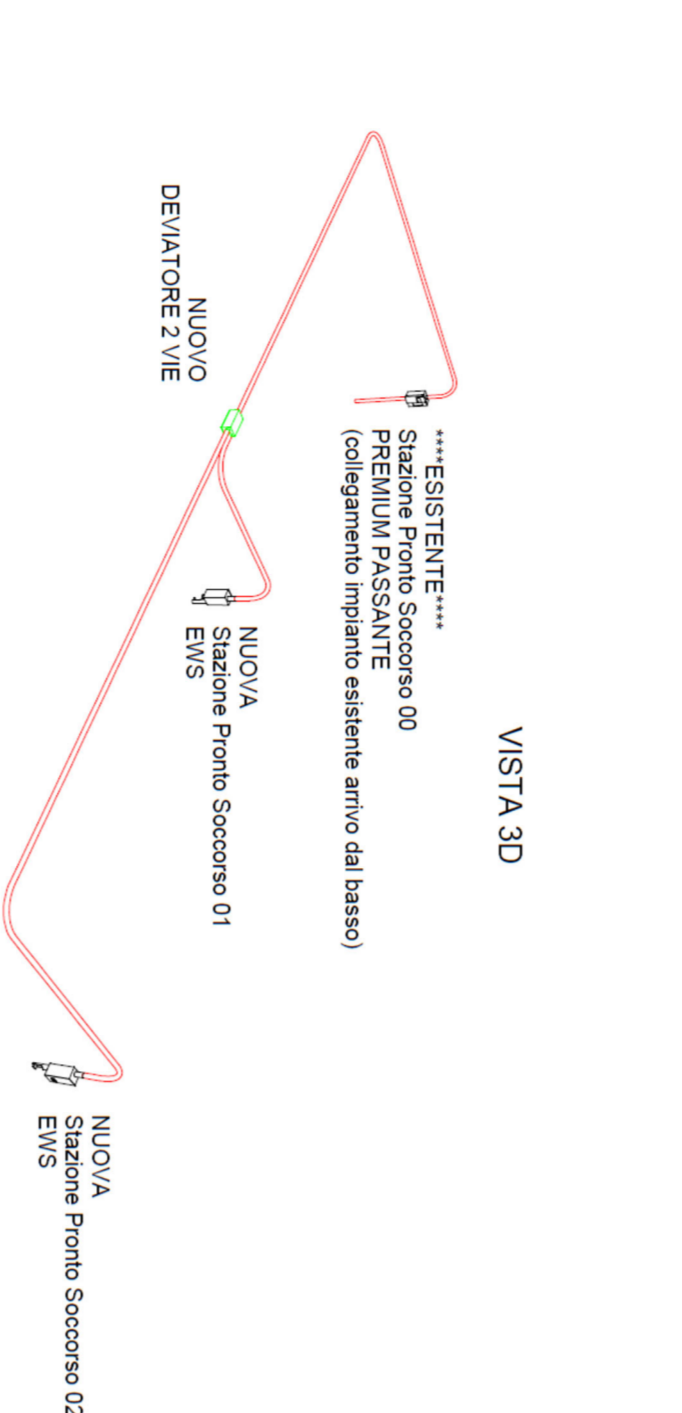 VISTA 3D
****ESISTENTE****
Stazione Pronto Soccorso 00
PREMIUM PASSANTE
(collegamento impianto esistente arrivo dal basso)
NUOVO
DEVIATORE 2 VIE
NUOVA
Stazione Pronto Soccorso 01
EWS
NUOVA
Stazione Pronto Soccorso 02
EWS